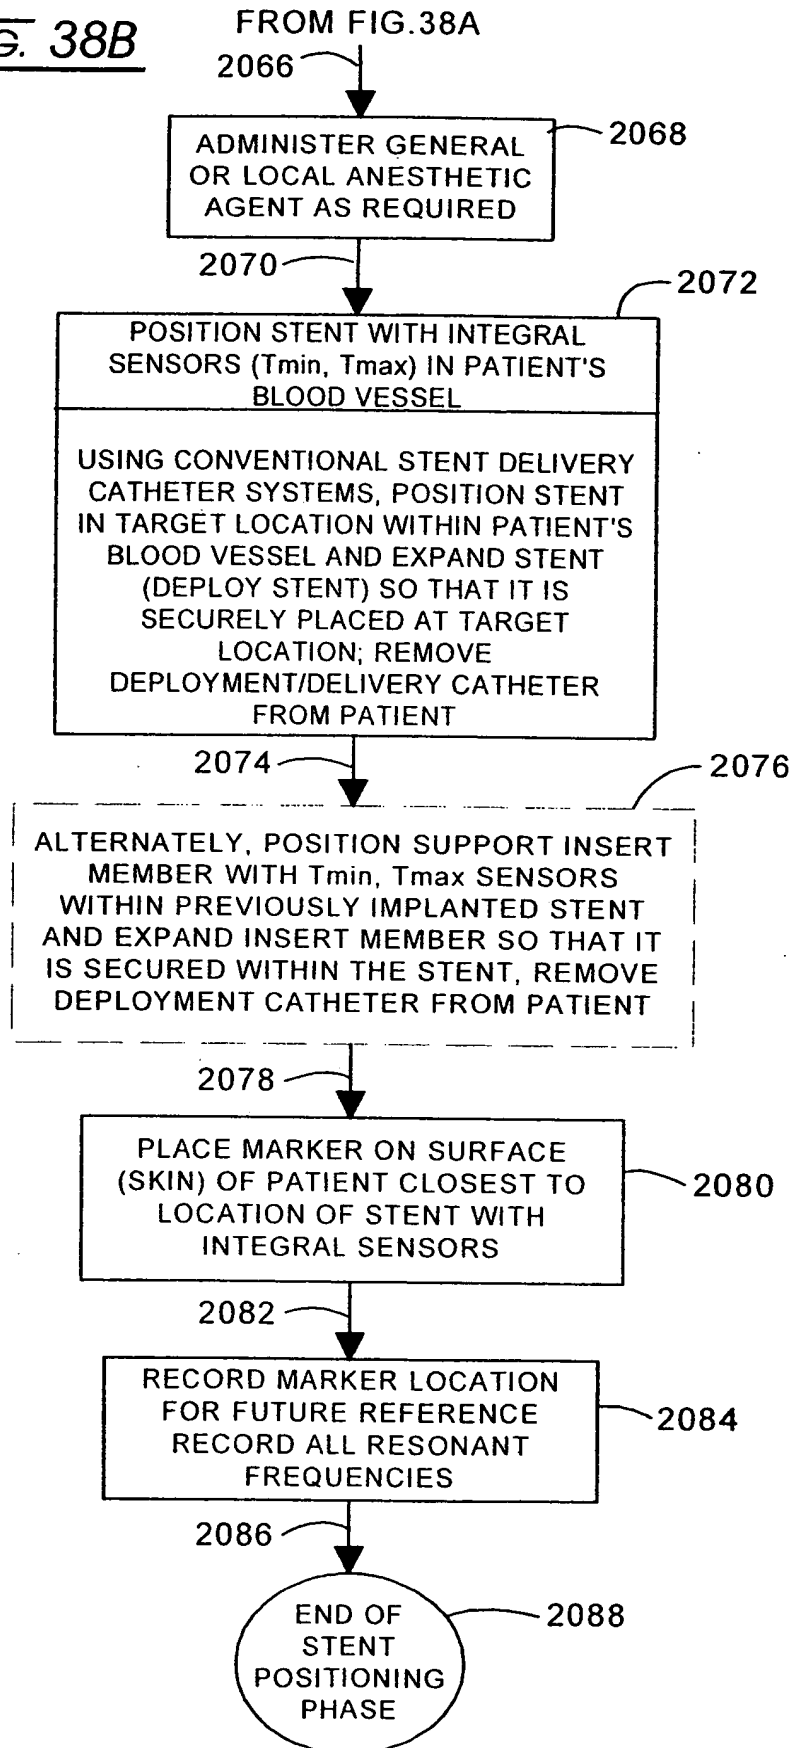 G. 38B
FROM FIG.38A
2066
ADMINISTER GENERAL
OR LOCAL ANESTHETIC
AGENT AS REQUIRED
2068
2070
2072
POSITION STENT WITH INTEGRAL
SENSORS (Tmin, Tmax) IN PATIENT'S
BLOOD VESSEL
USING CONVENTIONAL STENT DELIVERY
CATHETER SYSTEMS, POSITION STENT
IN TARGET LOCATION WITHIN PATIENT'S
BLOOD VESSEL AND EXPAND STENT
(DEPLOY STENT) SO THAT IT IS
SECURELY PLACED AT TARGET
LOCATION; REMOVE
DEPLOYMENT/DELIVERY CATHETER
FROM PATIENT
2074
2076
ALTERNATELY, POSITION SUPPORT INSERT
MEMBER WITH Tmin, Tmax SENSORS
WITHIN PREVIOUSLY IMPLANTED STENT
AND EXPAND INSERT MEMBER SO THAT IT
IS SECURED WITHIN THE STENT, REMOVE
DEPLOYMENT CATHETER FROM PATIENT
2078
PLACE MARKER ON SURFACE
(SKIN) OF PATIENT CLOSEST TO
LOCATION OF STENT WITH
INTEGRAL SENSORS
2080
2082
RECORD MARKER LOCATION
FOR FUTURE REFERENCE
RECORD ALL RESONANT
FREQUENCIES
2084
2086
END OF
STENT
POSITIONING
PHASE
2088